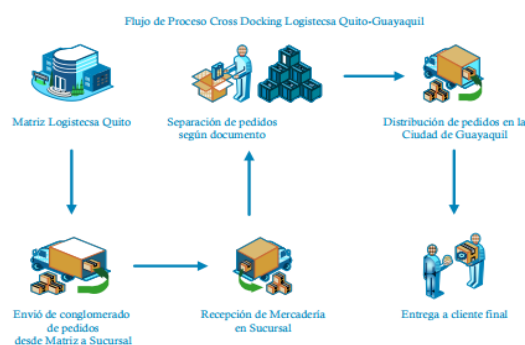 Flujo de Proceso Cross Docking Logistecsa Quito-Guayaquil
Matriz Logistecsa Quito
Separación de pedidos
según documento
Distribución de pedidos en la
Ciudad de Guayaquil
Envió de conglomerado
de pedidos
desde Matriz a Sucursal
Recepción de Mercadería
en Sucursal
Entrega a cliente final